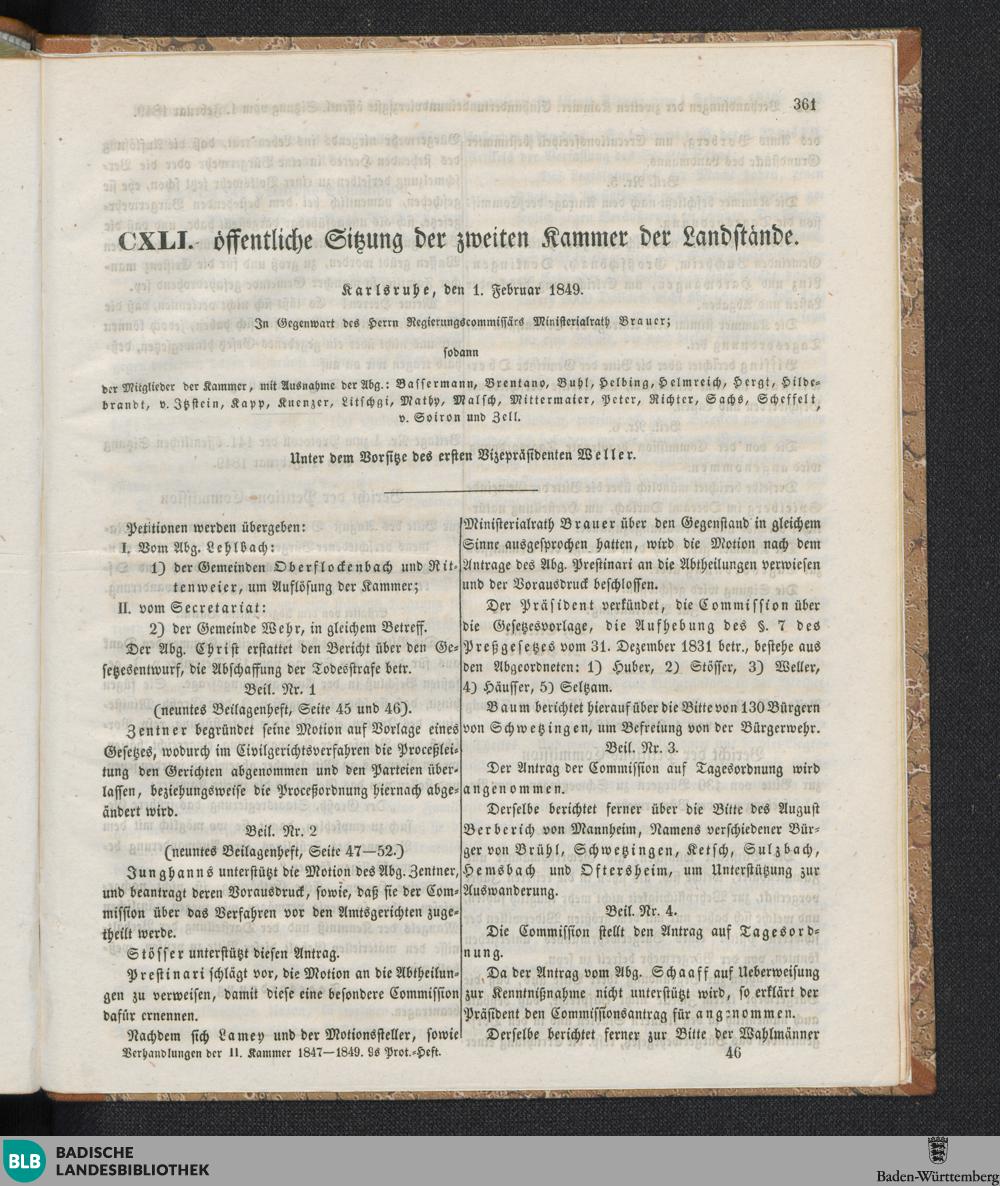 361
CXLI. öffentliche Sitzung der zweiten Kammer der Landstände.
Karlsruhe, den 1. Februar 1849.
In Gegenwart des Herrn Regierungscommissärs Ministerialrath Brauer;
sodann
der Mitglieder der Kammer, mit Ausnahme der Abg.: Bassermann, Brentano, Buhl, Helbing, Helmreich, Hergt, Hilde-
brandt, v. Itzstein, Kapp, Kuenzer, Litschgi, Mathy, Malsch, Mittermaier, Peter, Richter, Sachs, Scheffelt,
v. Soiron und Zell.
Unter dem Vorsitze des ersten Vizepräsidenten Weller.
Petitionen werden übergeben:
I. Vom Abg. Lehlbach:
1) der Gemeinden Oberflockenbach und Rit-
tenweier, um Auflösung der Kammer;
II. vom Secretariat:
2) der Gemeinde Wehr, in gleichem Betreff.
Der Abg. Christ erstattet den Bericht über den Ge-
setzesentwurf, die Abschaffung der Todesstrafe betr.
Beil. Nr. 1
(neuntes Beilagenheft, Seite 45 und 46).
Zentner begründet seine Motion auf Vorlage eines
Gesetzes, wodurch im Civilgerichtsverfahren die Proceßlei-
tung den Gerichten abgenommen und den Parteien über-
lassen, beziehungsweise die Proceßordnung hiernach abge-
ändert wird.
Beil. Nr. 2
(neuntes Beilagenheft, Seite 47—52.)
Junghanns unterstützt die Motion des Abg. Zentner,
und beantragt deren Vorausdruck, sowie, daß sie der Com-
mission über das Verfahren vor den Amtsgerichten zuge-
theilt werde.
Stösser unterstützt diesen Antrag.
Prestinari schlägt vor, die Motion an die Abtheilun-
gen zu verweisen, damit diese eine besondere Commission
dafür ernennen.
Nachdem sich Lamey und der Motionssteller, sowie
Verhandlungen der II. Kammer 1847—1849. 9s Prot.-Heft.
Ministerialrath Brauer über den Gegenstand in gleichem
Sinne ausgesprochen hatten, wird die Motion nach dem
Antrage des Abg. Prestinari an die Abtheilungen verwiesen
und der Vorausdruck beschlossen.
Der Präsident verkündet, die Commission über
die Gesetzesvorlage, die Aufhebung des §. 7 des
Preßgesetzes vom 31. Dezember 1831 betr., bestehe aus
den Abgeordneten: 1) Huber, 2) Stösser, 3) Weller,
4) Häusser, 5) Seltzam.
Baum berichtet hierauf über die Bitte von 130 Bürgern
von Schwetzingen, um Befreiung von der Bürgerwehr.
Beil. Nr. 3.
Der Antrag der Commission auf Tagesordnung wird
angenommen.
Derselbe berichtet ferner über die Bitte des August
Berberich von Mannheim, Namens verschiedener Bür-
ger von Brühl, Schwetzingen, Ketsch, Sulzbach,
Hemsbach und Oftersheim, um Unterstützung zur
Auswanderung.
Beil. Nr. 4.
Die Commission stellt den Antrag auf Tagesord-
nung.
Da der Antrag vom Abg. Schaaff auf Ueberweisung
zur Kenntnißnahme nicht unterstützt wird, so erklärt der
Präsident den Commissionsantrag für angenommen.
Derselbe berichtet ferner zur Bitte der Wahlmänner
46
BLB BADISCHE
LANDESBIBLIOTHEK
Baden-Württemberg